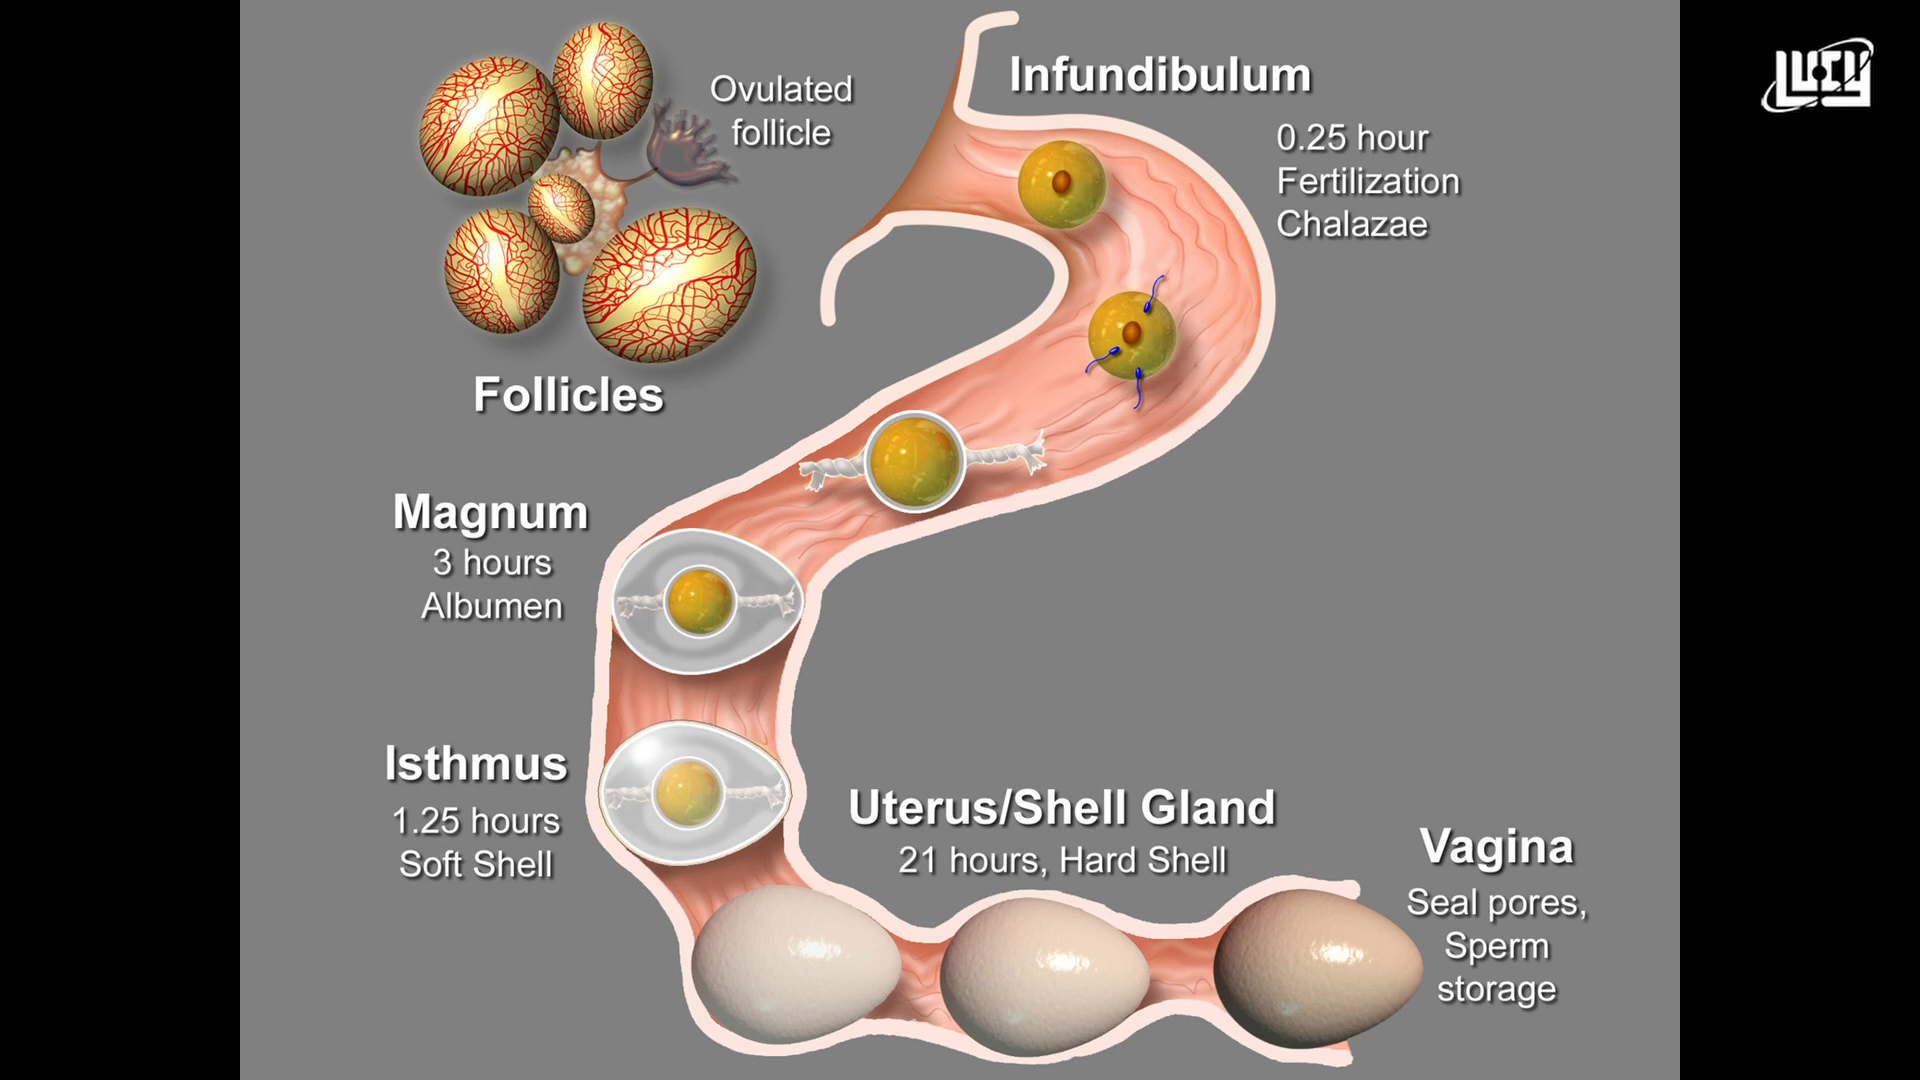 LUCY
Ovulated
follicle
Follicles
Infundibulum
0.25 hour
Fertilization
Chalazae
Magnum
3 hours
Albumen
Isthmus
1.25 hours
Soft Shell
Uterus/Shell Gland
21 hours, Hard Shell
Vagina
Seal pores,
Sperm
storage